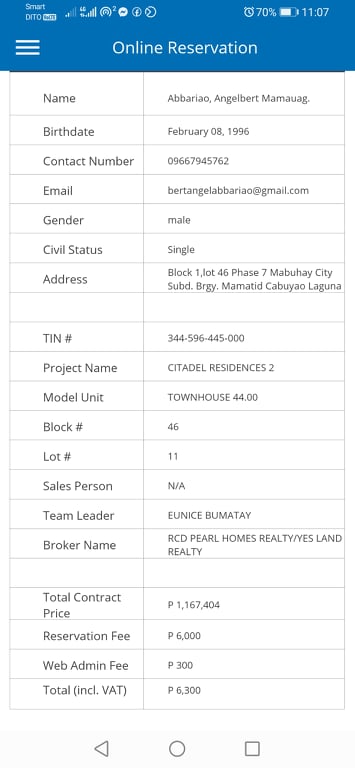 Smart
DITO VoLTE
2
70%
11:07
Online Reservation
Name Abbariao, Angelbert Mamauag.
Birthdate February 08, 1996
Contact Number 09667945762
Email bertangelabbariao@gmail.com
Gender male
Civil Status Single
Address Block 1,lot 46 Phase 7 Mabuhay City
Subd. Brgy. Mamatid Cabuyao Laguna
TIN # 344-596-445-000
Project Name CITADEL RESIDENCES 2
Model Unit TOWNHOUSE 44.00
Block # 46
Lot # 11
Sales Person N/A
Team Leader EUNICE BUMATAY
Broker Name RCD PEARL HOMES REALTY/YES LAND
REALTY
Total Contract
Price P 1,167,404
Reservation Fee P 6,000
Web Admin Fee P 300
Total (incl. VAT) P 6,300